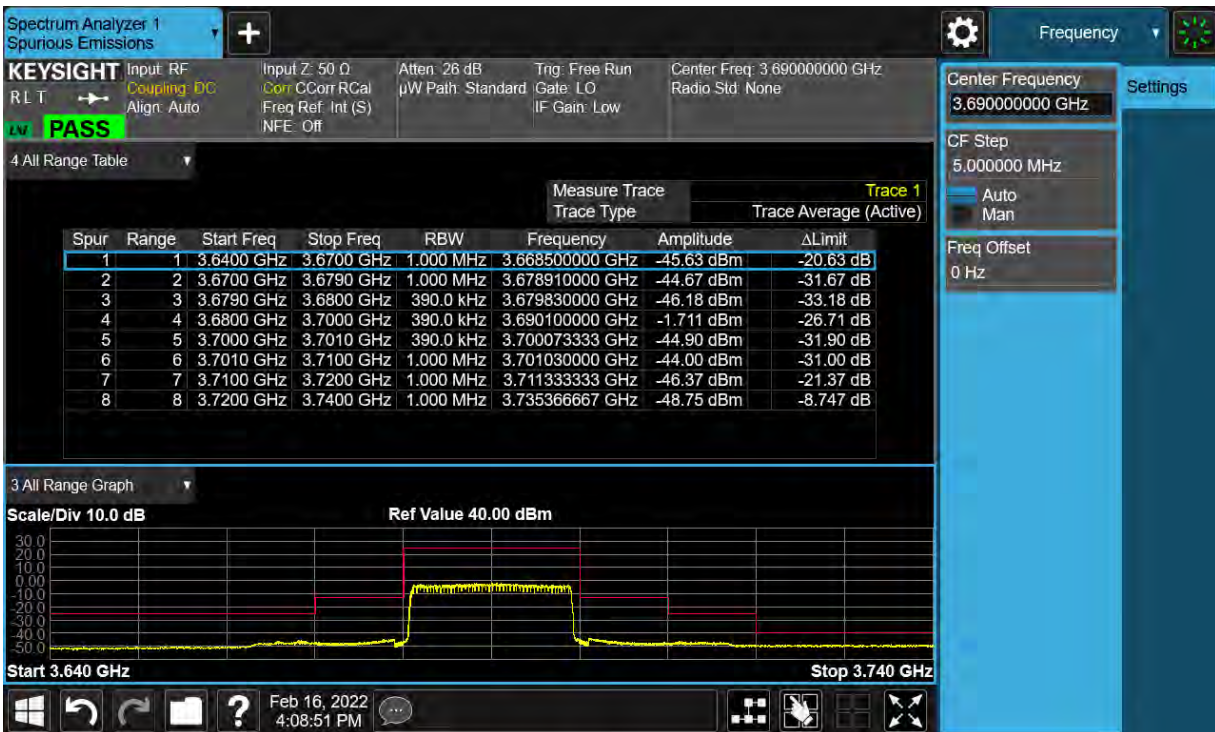 Spectrum Analyzer 1
Spurious Emissions
+
Frequency
KEYSIGHT
RLT
PASS
Input: RF
Coupling: DC
Align: Auto
Input Z: 50 Ω
Corr CCorr RCal
Freq Ref: Int (S)
NFE: Off
Atten: 26 dB
µW Path: Standard
Trig: Free Run
Gate: LO
IF Gain: Low
Center Freq: 3.690000000 GHz
Radio Std: None
Center Frequency
3.690000000 GHz
Settings
CF Step
5.000000 MHz
Auto
Man
Freq Offset
0 Hz
4 All Range Table
Measure Trace Trace 1
Trace Type Trace Average (Active)
Spur Range Start Freq Stop Freq RBW Frequency Amplitude ΔLimit
1 1 3.6400 GHz 3.6700 GHz 1.000 MHz 3.668500000 GHz -45.63 dBm -20.63 dB
2 2 3.6700 GHz 3.6790 GHz 1.000 MHz 3.678910000 GHz -44.67 dBm -31.67 dB
3 3 3.6790 GHz 3.6800 GHz 390.0 kHz 3.679830000 GHz -46.18 dBm -33.18 dB
4 4 3.6800 GHz 3.7000 GHz 390.0 kHz 3.690100000 GHz -1.711 dBm -26.71 dB
5 5 3.7000 GHz 3.7010 GHz 390.0 kHz 3.700073333 GHz -44.90 dBm -31.90 dB
6 6 3.7010 GHz 3.7100 GHz 1.000 MHz 3.701030000 GHz -44.00 dBm -31.00 dB
7 7 3.7100 GHz 3.7200 GHz 1.000 MHz 3.711333333 GHz -46.37 dBm -21.37 dB
8 8 3.7200 GHz 3.7400 GHz 1.000 MHz 3.735366667 GHz -48.75 dBm -8.747 dB
3 All Range Graph
Scale/Div 10.0 dB
Ref Value 40.00 dBm
30.0
20.0
10.0
0.00
-10.0
-20.0
-30.0
-40.0
-50.0
Start 3.640 GHz
Stop 3.740 GHz
?
Feb 16, 2022
4:08:51 PM